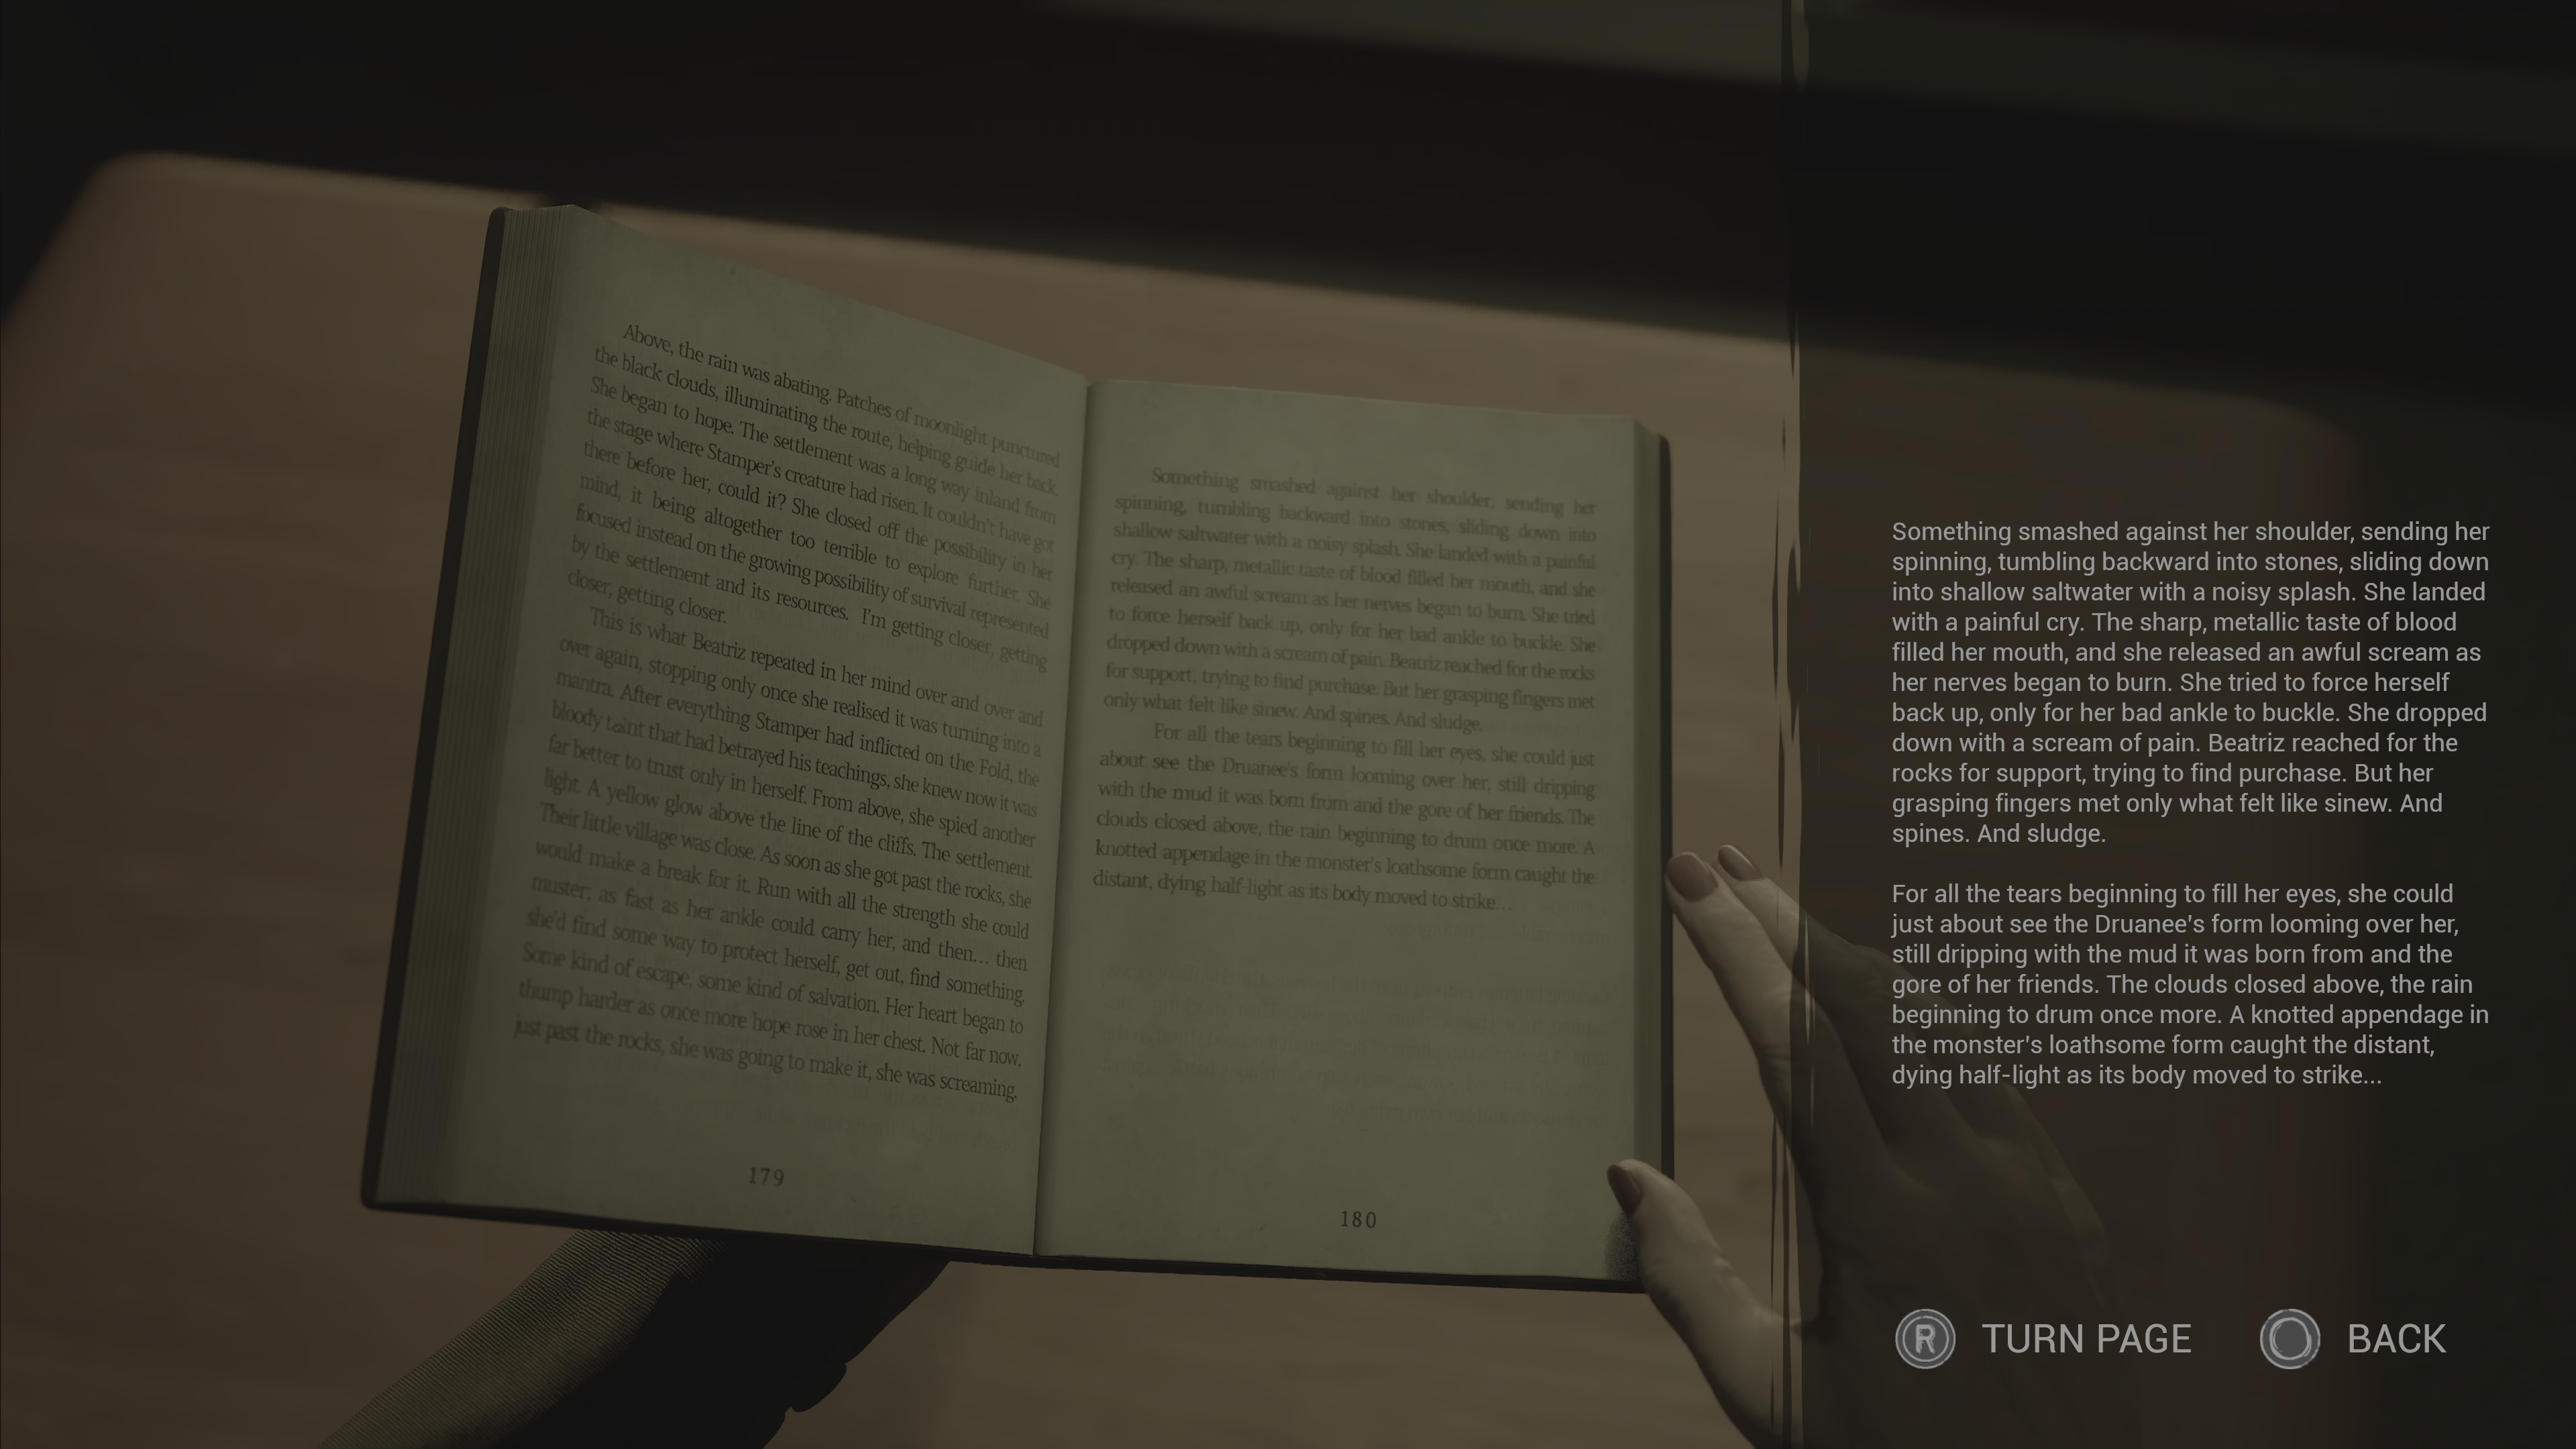 Above, the rain was abating. Patches of moonlight punctured
the black clouds, illuminating the route, helping guide her back.
She began to hope. The settlement was a long way inland from
the stage where Stamper's creature had risen. It couldn't have got
there before her, could it? She closed off the possibility in her
mind, it being altogether too terrible to explore further. She
focused instead on the growing possibility of survival represented
by the settlement and its resources. I'm getting closer, getting
closer, getting closer.
This is what Beatriz repeated in her mind over and over and
over again, stopping only once she realised it was turning into a
mantra. After everything Stamper had inflicted on the Fold, the
bloody taint that had betrayed his teachings, she knew now it was
far better to trust only in herself. From above, she spied another
light. A yellow glow above the line of the cliffs. The settlement.
Their little village was close. As soon as she got past the rocks, she
would make a break for it. Run with all the strength she could
muster; as fast as her ankle could carry her, and then... then
she'd find some way to protect herself, get out, find something.
Some kind of escape, some kind of salvation. Her heart began to
thump harder as once more hope rose in her chest. Not far now,
just past the rocks, she was going to make it, she was screaming.
179
Something smashed against her shoulder, sending her
spinning, tumbling backward into stones, sliding down into
shallow saltwater with a noisy splash. She landed with a painful
cry. The sharp, metallic taste of blood filled her mouth, and she
released an awful scream as her nerves began to burn. She tried
to force herself back up, only for her bad ankle to buckle. She
dropped down with a scream of pain. Beatriz reached for the rocks
for support, trying to find purchase. But her grasping fingers met
only what felt like sinew. And spines. And sludge.
For all the tears beginning to fill her eyes, she could just
about see the Druanee's form looming over her, still dripping
with the mud it was born from and the gore of her friends. The
clouds closed above, the rain beginning to drum once more. A
knotted appendage in the monster's loathsome form caught the
distant, dying half-light as its body moved to strike...
180
Something smashed against her shoulder, sending her
spinning, tumbling backward into stones, sliding down
into shallow saltwater with a noisy splash. She landed
with a painful cry. The sharp, metallic taste of blood
filled her mouth, and she released an awful scream as
her nerves began to burn. She tried to force herself
back up, only for her bad ankle to buckle. She dropped
down with a scream of pain. Beatriz reached for the
rocks for support, trying to find purchase. But her
grasping fingers met only what felt like sinew. And
spines. And sludge.
For all the tears beginning to fill her eyes, she could
just about see the Druanee's form looming over her,
still dripping with the mud it was born from and the
gore of her friends. The clouds closed above, the rain
beginning to drum once more. A knotted appendage in
the monster's loathsome form caught the distant,
dying half-light as its body moved to strike...
R TURN PAGE BACK